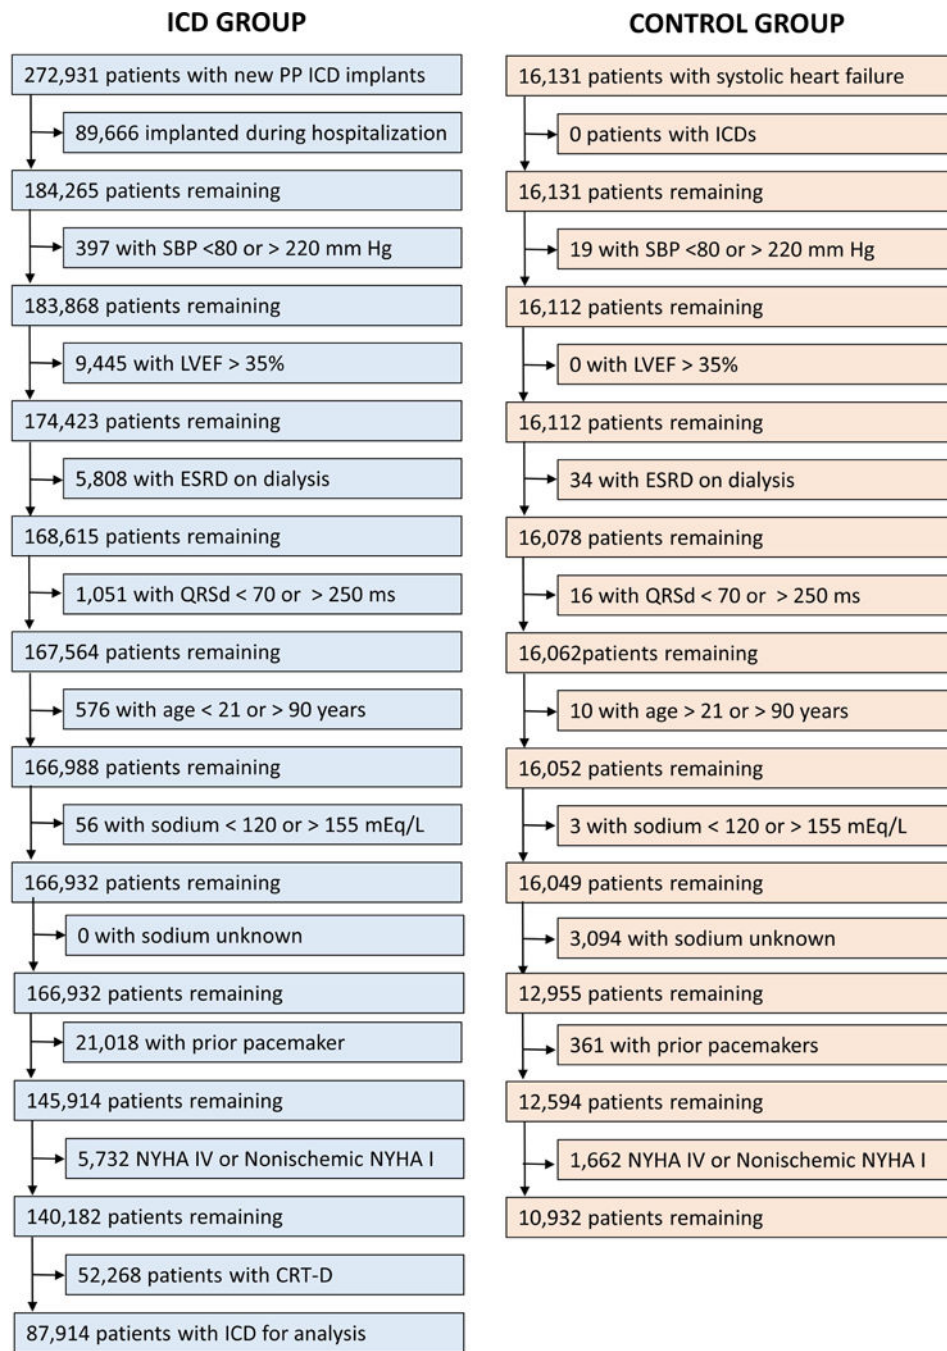 ICD GROUP
272,931 patients with new PP ICD implants
89,666 implanted during hospitalization
184,265 patients remaining
397 with SBP <80 or > 220 mm Hg
183,868 patients remaining
9,445 with LVEF > 35%
174,423 patients remaining
5,808 with ESRD on dialysis
168,615 patients remaining
1,051 with QRSd < 70 or > 250 ms
167,564 patients remaining
576 with age < 21 or > 90 years
166,988 patients remaining
56 with sodium < 120 or > 155 mEq/L
166,932 patients remaining
0 with sodium unknown
166,932 patients remaining
21,018 with prior pacemaker
145,914 patients remaining
5,732 NYHA IV or Nonischemic NYHA I
140,182 patients remaining
52,268 patients with CRT-D
87,914 patients with ICD for analysis
CONTROL GROUP
16,131 patients with systolic heart failure
0 patients with ICDs
16,131 patients remaining
19 with SBP <80 or > 220 mm Hg
16,112 patients remaining
0 with LVEF > 35%
16,112 patients remaining
34 with ESRD on dialysis
16,078 patients remaining
16 with QRSd < 70 or > 250 ms
16,062patients remaining
10 with age > 21 or > 90 years
16,052 patients remaining
3 with sodium < 120 or > 155 mEq/L
16,049 patients remaining
3,094 with sodium unknown
12,955 patients remaining
361 with prior pacemakers
12,594 patients remaining
1,662 NYHA IV or Nonischemic NYHA I
10,932 patients remaining